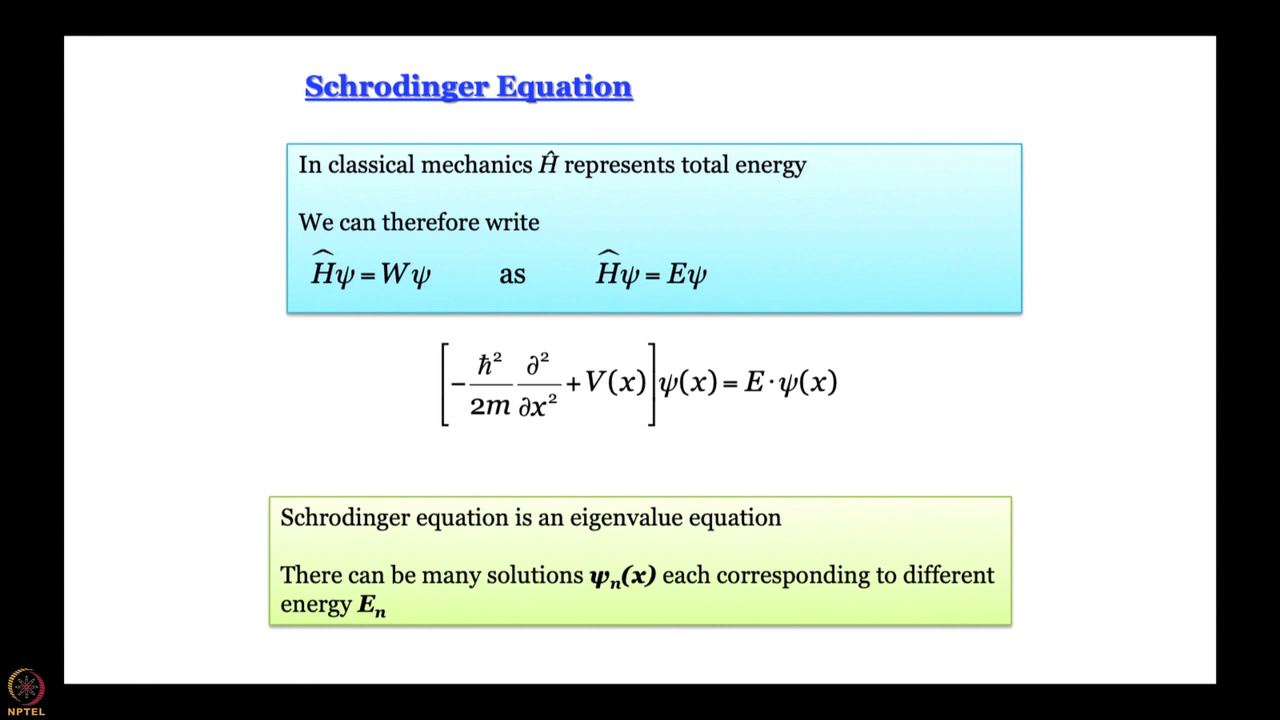 Schrodinger Equation
In classical mechanics Ĥ represents total energy
We can therefore write
Ĥψ = Wψ as Ĥψ = Eψ
[-ħ²/2m ∂²/∂x² + V(x)]ψ(x) = E·ψ(x)
Schrodinger equation is an eigenvalue equation
There can be many solutions ψₙ(x) each corresponding to different
energy Eₙ
NPTEL